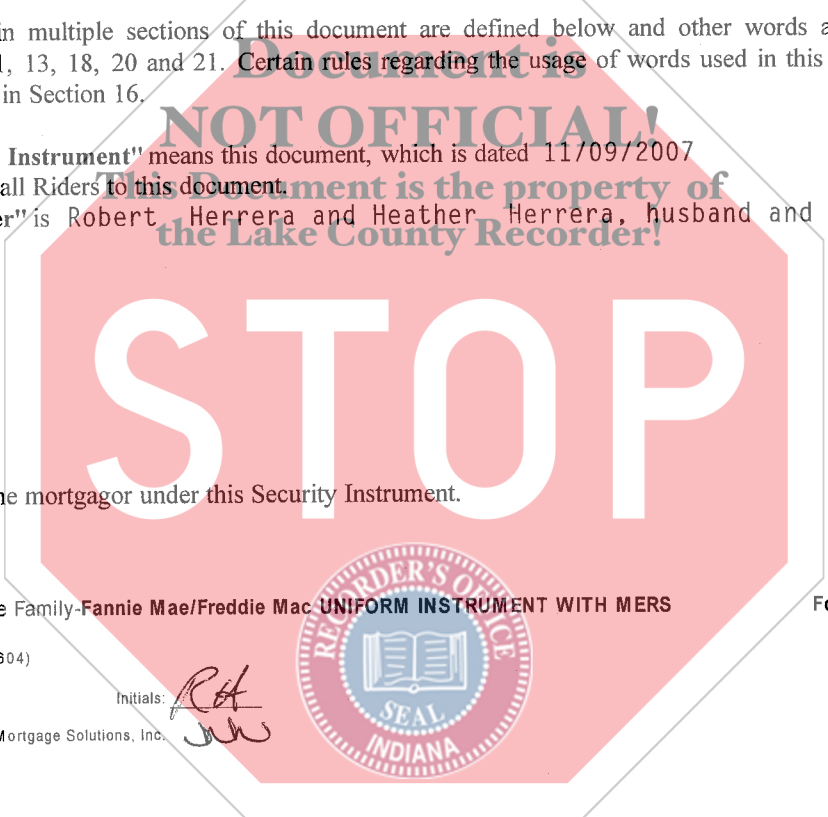 in multiple sections of this document are defined below and other words a
1, 13, 18, 20 and 21. Certain rules regarding the usage of words used in this
in Section 16.
Document is
NOT OFFICIAL!
This Document is the property of
the Lake County Recorder!
Instrument" means this document, which is dated 11/09/2007
all Riders to this document.
er" is Robert Herrera and Heather Herrera, husband and
STOP
he mortgagor under this Security Instrument.
RECORDER'S OFFICE
SEAL
INDIANA
e Family-Fannie Mae/Freddie Mac UNIFORM INSTRUMENT WITH MERS Fo
604)
Initials: RH
Mortgage Solutions, Inc.